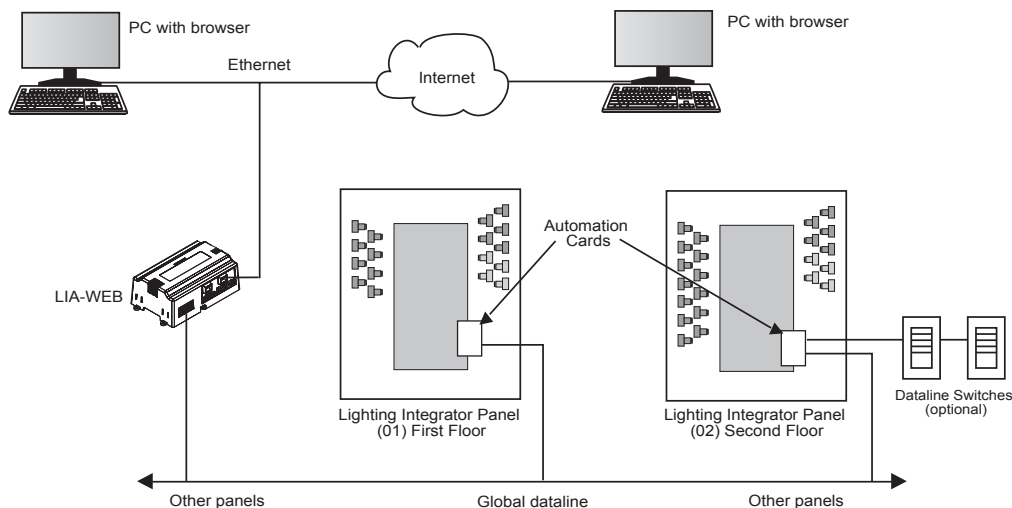 PC with browser
PC with browser
Ethernet
Internet
Automation
Cards
LIA-WEB
Lighting Integrator Panel
(01) First Floor
Lighting Integrator Panel
(02) Second Floor
Dataline Switches
(optional)
Other panels
Global dataline
Other panels